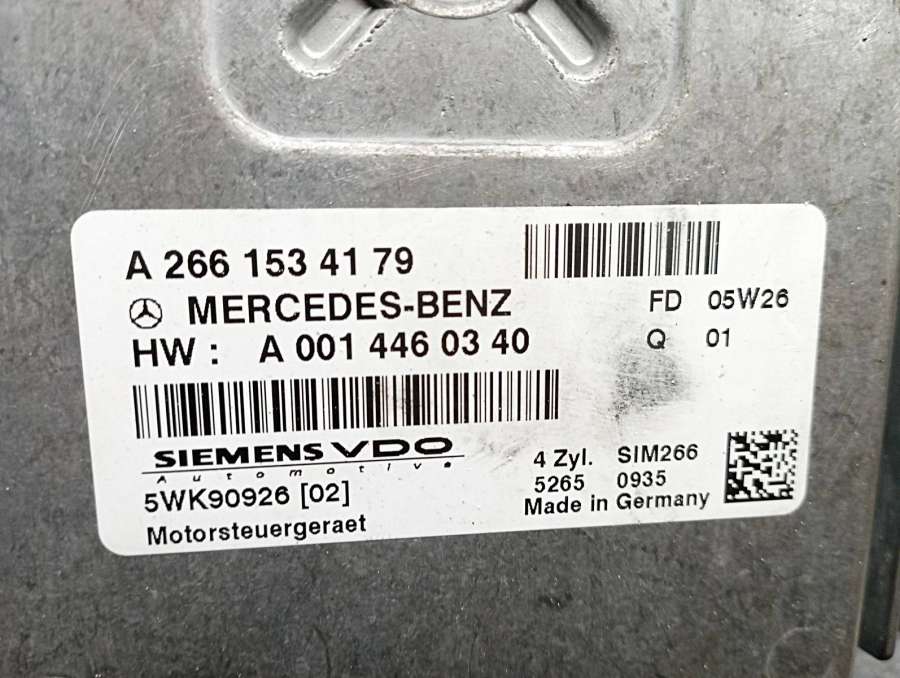 A 266 153 41 79
MERCEDES-BENZ
FD 05W26
HW : A 001 446 03 40
Q 01
SIEMENS VDO
Automotive
4 Zyl. SIM266
5WK90926 [02]
5265 0935
Made in Germany
Motorsteuergeraet